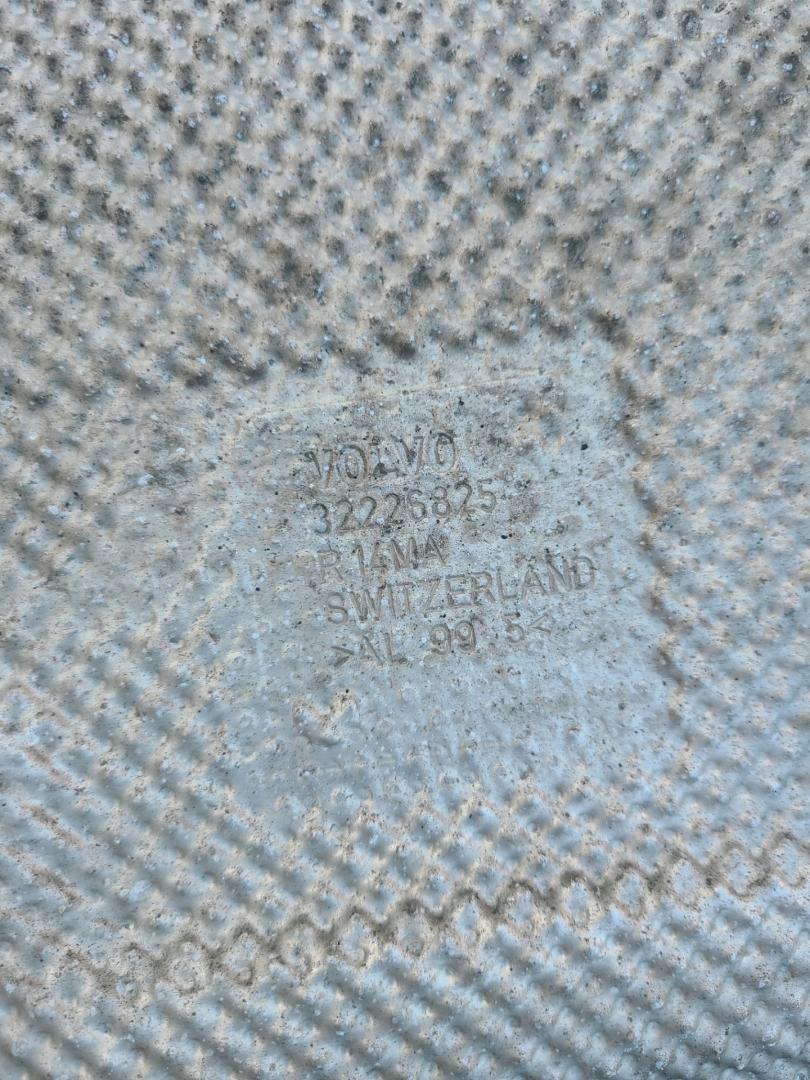 VOLVO
32226825
R 14MA
SWITZERLAND
>AL 99 5<